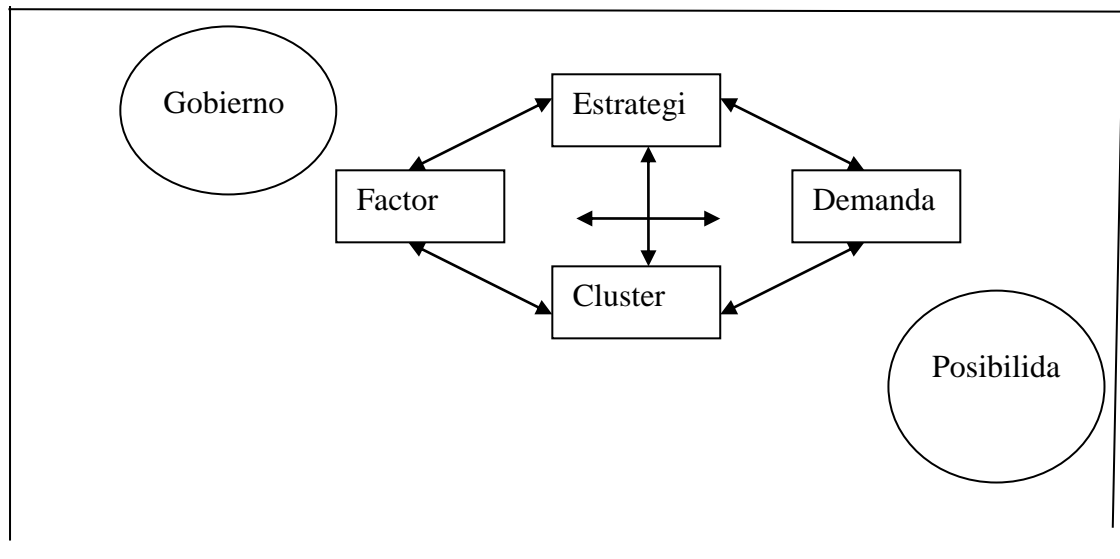 Gobierno
Estrategi
Factor
Demanda
Cluster
Posibilida